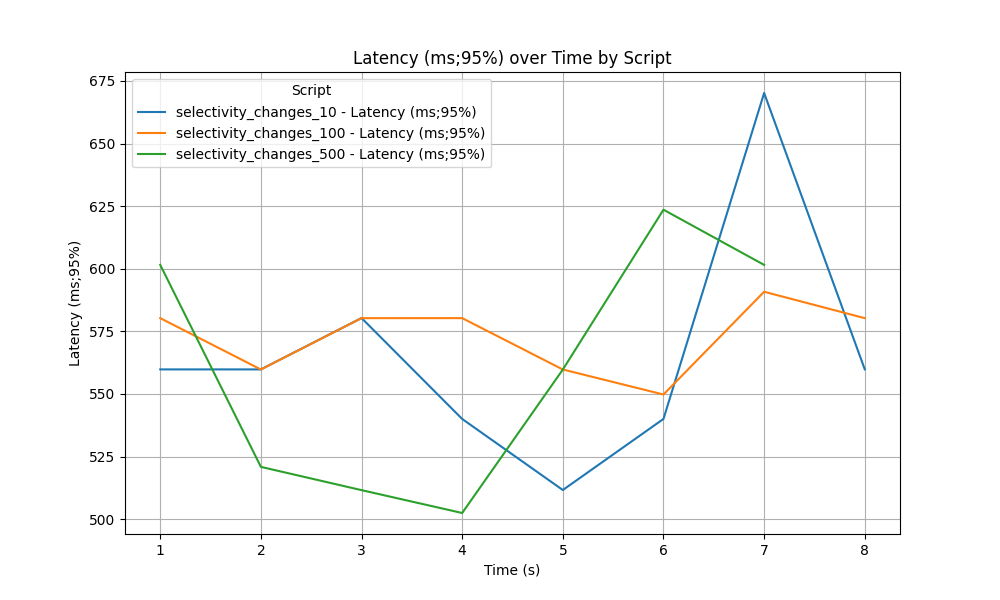 Latency (ms;95%) over Time by Script
Script
selectivity_changes_10 - Latency (ms;95%)
selectivity_changes_100 - Latency (ms;95%)
selectivity_changes_500 - Latency (ms;95%)
Latency (ms;95%)
675
650
625
600
575
550
525
500
1 2 3 4 5 6 7 8
Time (s)